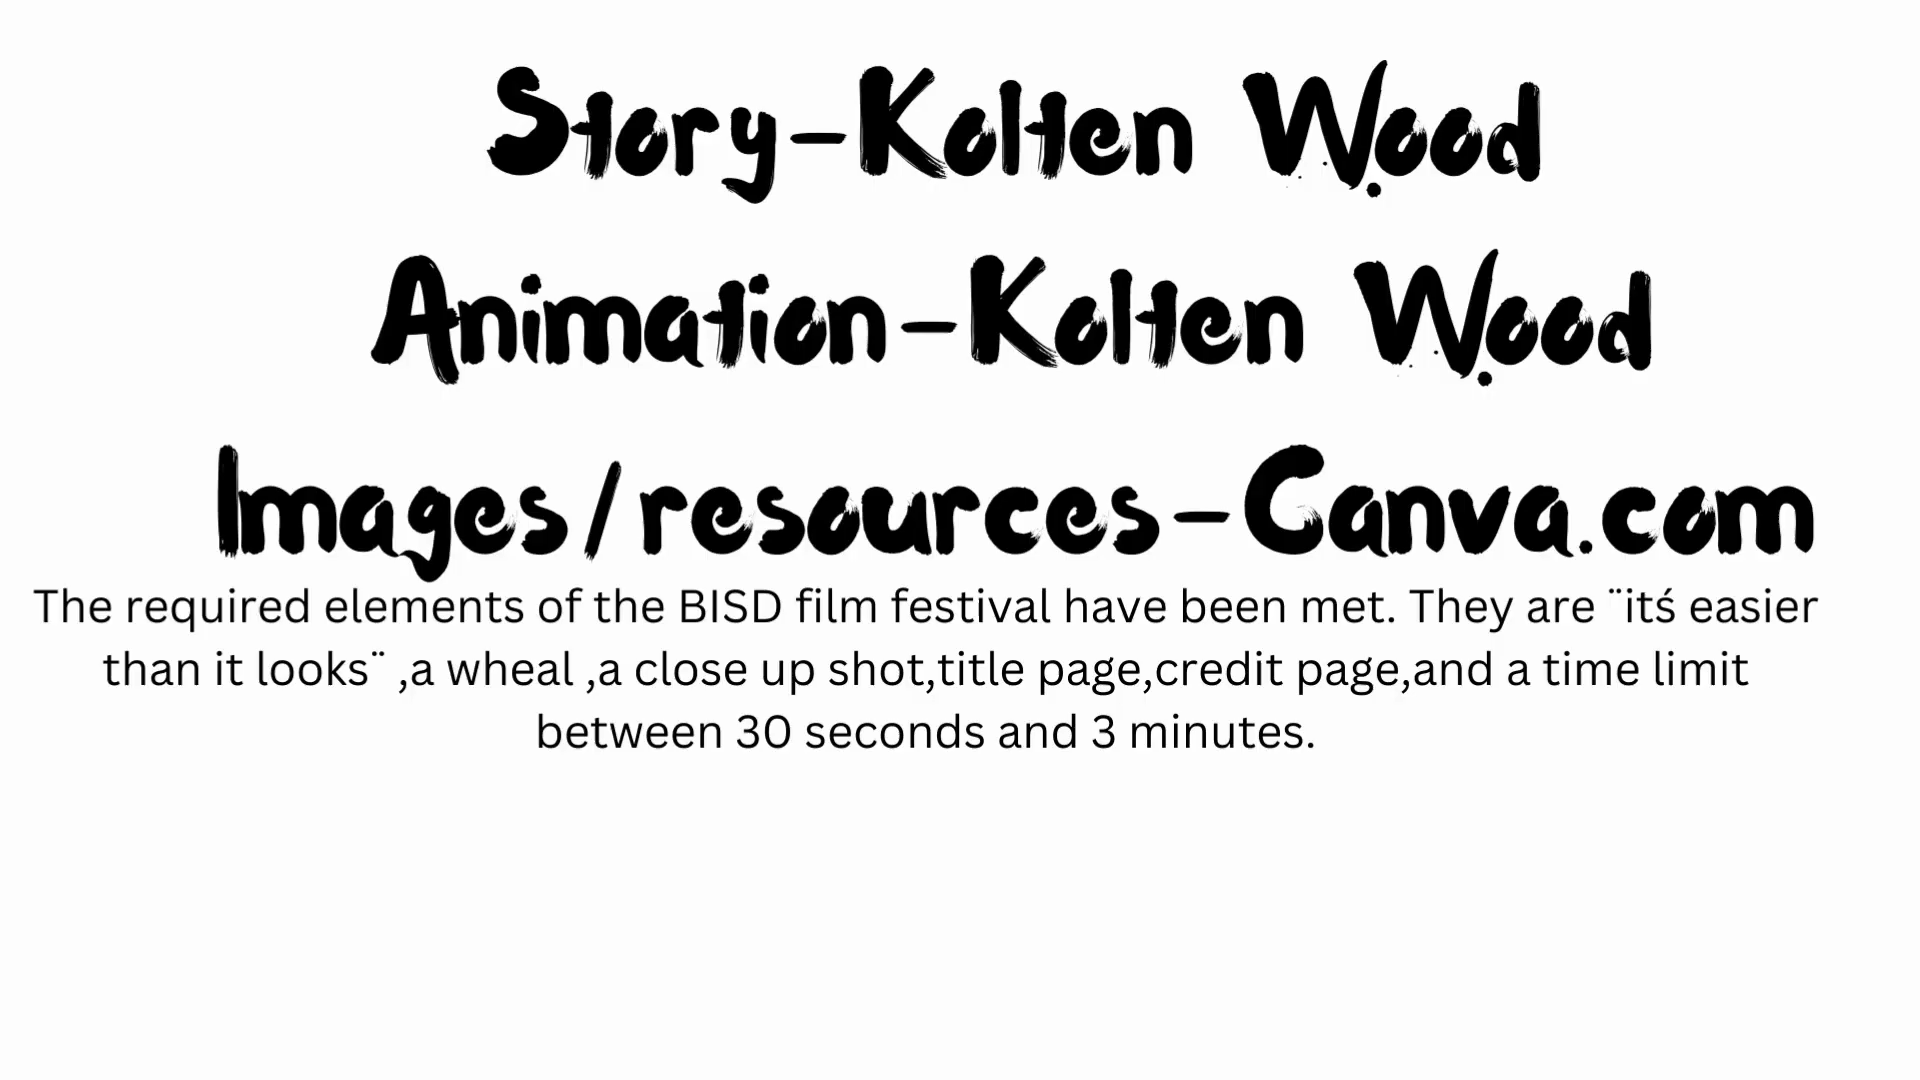 Story-Kolten Wood
Animation-Kolten Wood
Images/resources-Canva.com
The required elements of the BISD film festival have been met. They are ¨itś easier
than it looks¨ ,a wheal ,a close up shot,title page,credit page,and a time limit
between 30 seconds and 3 minutes.